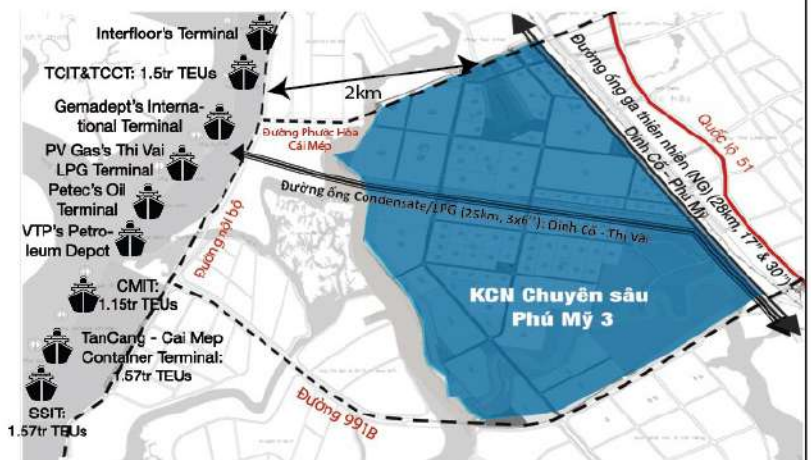 Interfloor's Terminal
TCIT&TCCT: 1.5tr TEUs
Gemadept's Interna-
tional Terminal
PV Gas's Thi Vai
LPG Terminal
Petec's Oil
Terminal
VTP's Petro-
leum Depot
CMIT:
1.15tr TEUs
TanCang - Cai Mep
Container Terminal:
1.57tr TEUs
SSIT:
1.57tr TEUs
2km
Đường Phước Hòa
Cái Mép
Đường nội bộ
Đường ống Condensate/LPG (25km, 3x6''): Dinh Cố - Thị Vải
KCN Chuyên sâu
Phú Mỹ 3
Đường 991B
Đường ống ga thiên nhiên (NG) (28km, 17" & 30"):
Dinh Cố - Phú Mỹ
Quốc lộ 51